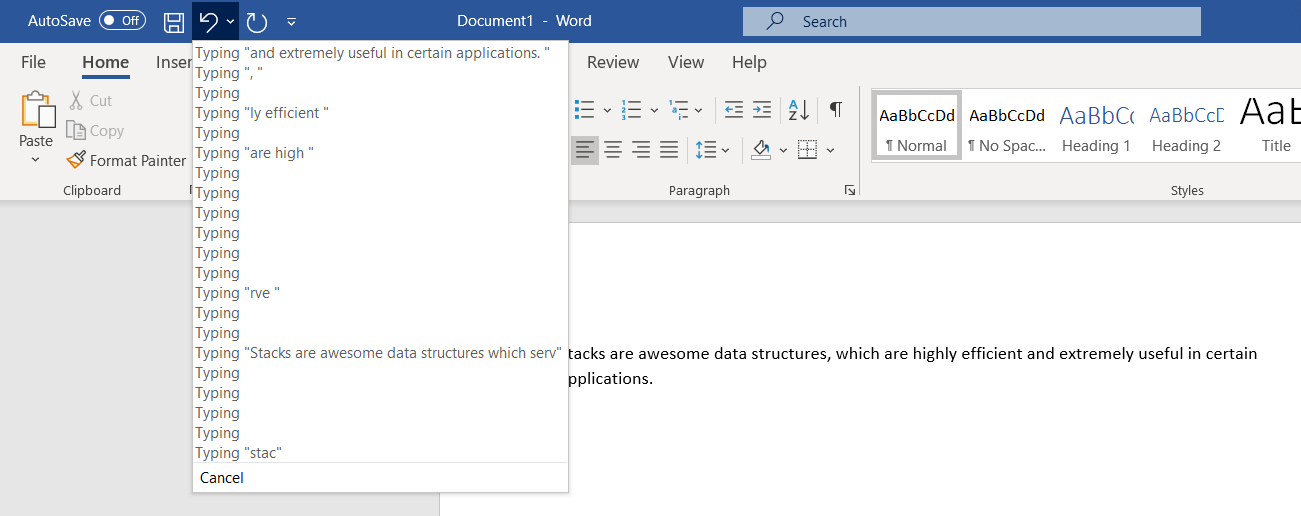 AutoSave Off Document1 - Word Search
File Home Inser Review View Help
Paste
Cut
Copy
Format Painter
Clipboard
Paragraph
AaBbCcDd AaBbCcDd AaBbC AaBbCcD AaB
¶ Normal ¶ No Spac... Heading 1 Heading 2 Title
Styles
Typing "and extremely useful in certain applications. "
Typing ", "
Typing
Typing "ly efficient "
Typing
Typing "are high "
Typing
Typing
Typing
Typing
Typing
Typing
Typing "rve "
Typing
Typing
Typing "Stacks are awesome data structures which serv"
Typing
Typing
Typing
Typing
Typing "stac"
Cancel
tacks are awesome data structures, which are highly efficient and extremely useful in certain
pplications.